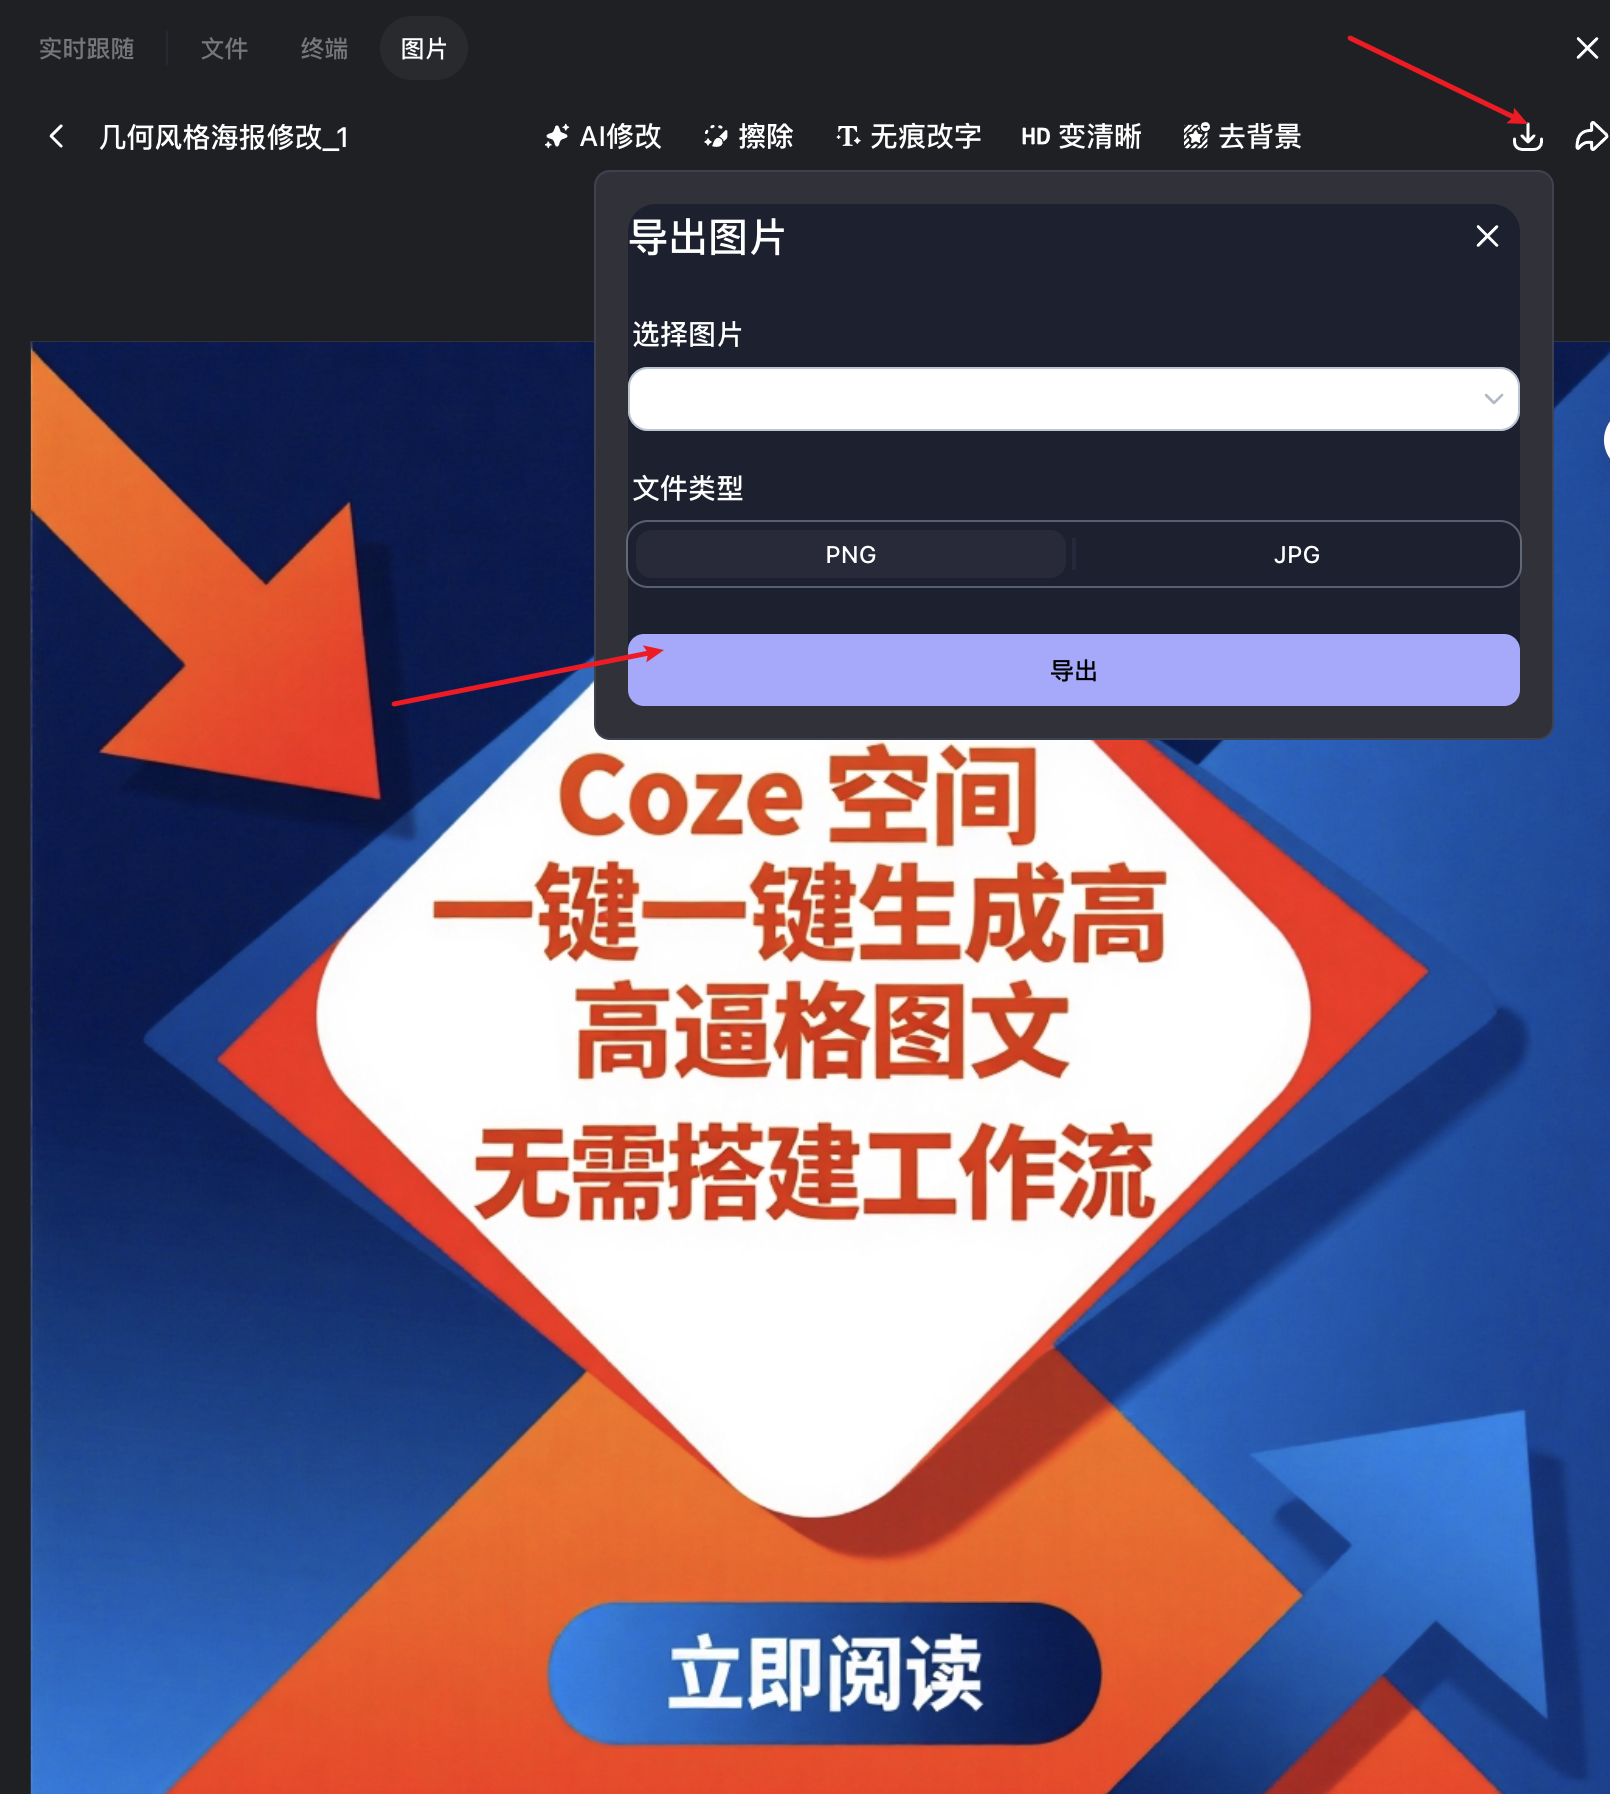 实时跟随
文件
终端
图片
几何风格海报修改_1
AI修改
擦除
无痕改字
HD 变清晰
去背景
导出图片
选择图片
文件类型
PNG
JPG
导出
Coze 空间
一键一键生成高
高逼格图文
无需搭建工作流
立即阅读